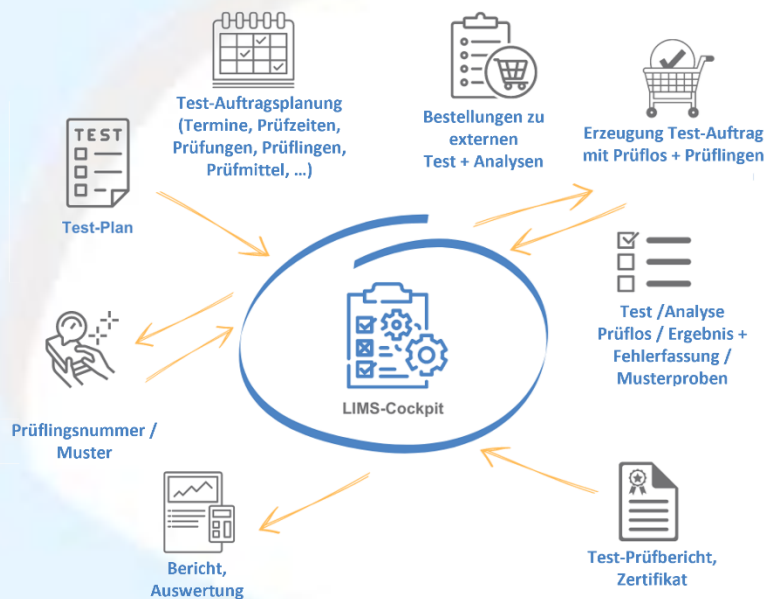 Test-Auftragsplanung
(Termine, Prüfzeiten,
Prüfungen, Prüflingen,
Prüfmittel, ...)
Bestellungen zu
externen
Test + Analysen
Erzeugung Test-Auftrag
mit Prüflos + Prüflingen
TEST
Test-Plan
Test /Analyse
Prüflos / Ergebnis +
Fehlerfassung /
Musterproben
LIMS-Cockpit
Prüflingsnummer /
Muster
Bericht,
Auswertung
Test-Prüfbericht,
Zertifikat